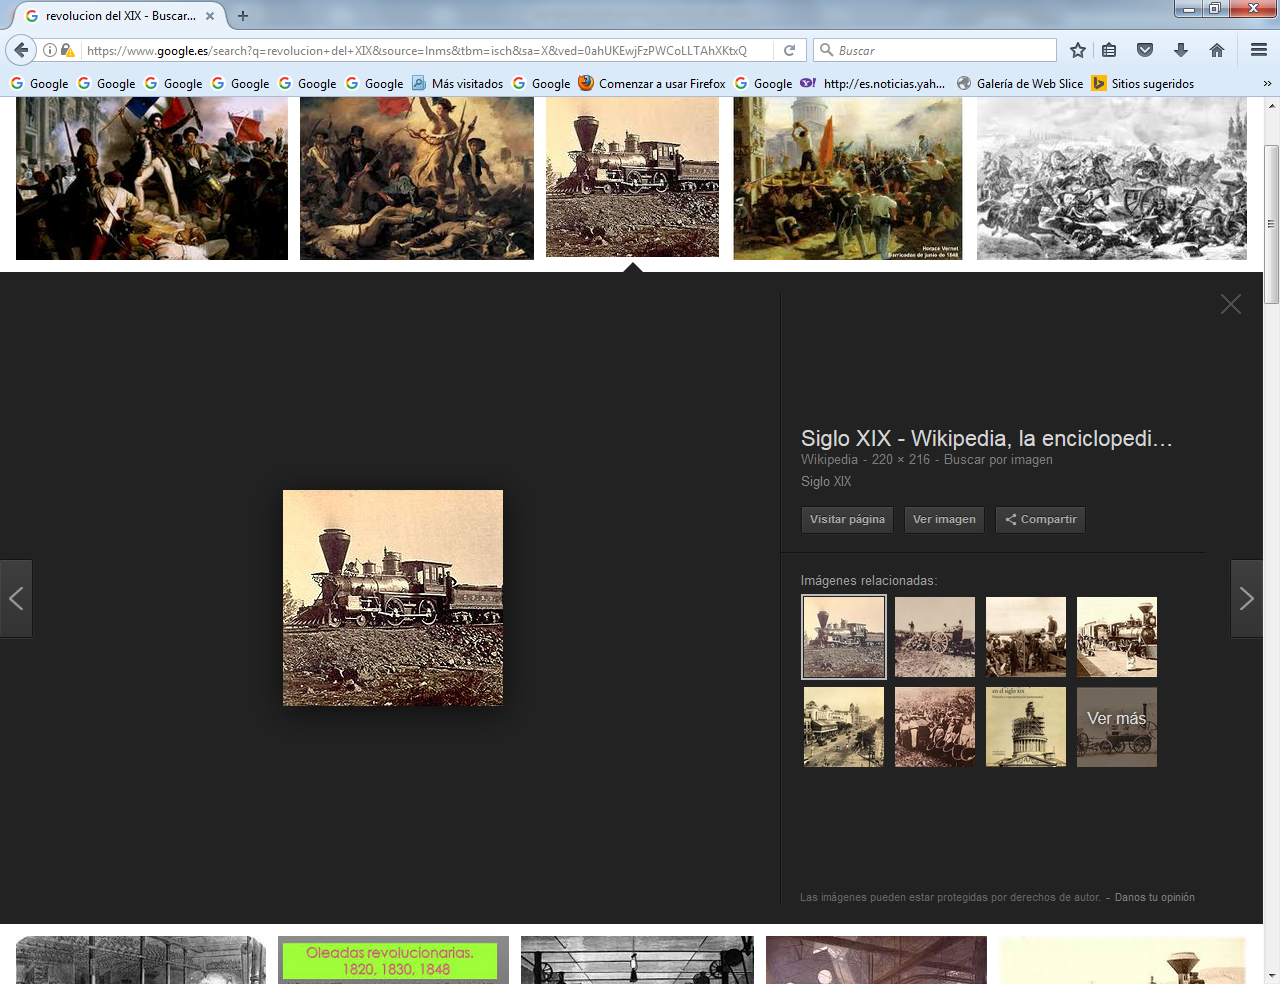 revolucion del XIX - Buscar...
https://www.google.es/search?q=revolucion+del+XIX&source=lnms&tbm=isch&sa=X&ved=0ahUKEwjFzPWCoLLTAhXKtxQ
Buscar
Google Google Google Google Google Google Más visitados Google Comenzar a usar Firefox Google http://es.noticias.yah... Galería de Web Slice Sitios sugeridos
Horace Vernet
Barricadas de junio de 1848
Siglo XIX - Wikipedia, la enciclopedi...
Wikipedia - 220 × 216 - Buscar por imagen
Siglo XIX
Visitar página Ver imagen Compartir
Imágenes relacionadas:
en el siglo xix
Ver más
Las imágenes pueden estar protegidas por derechos de autor. - Danos tu opinión
Oleadas revolucionarias.
1820, 1830, 1848